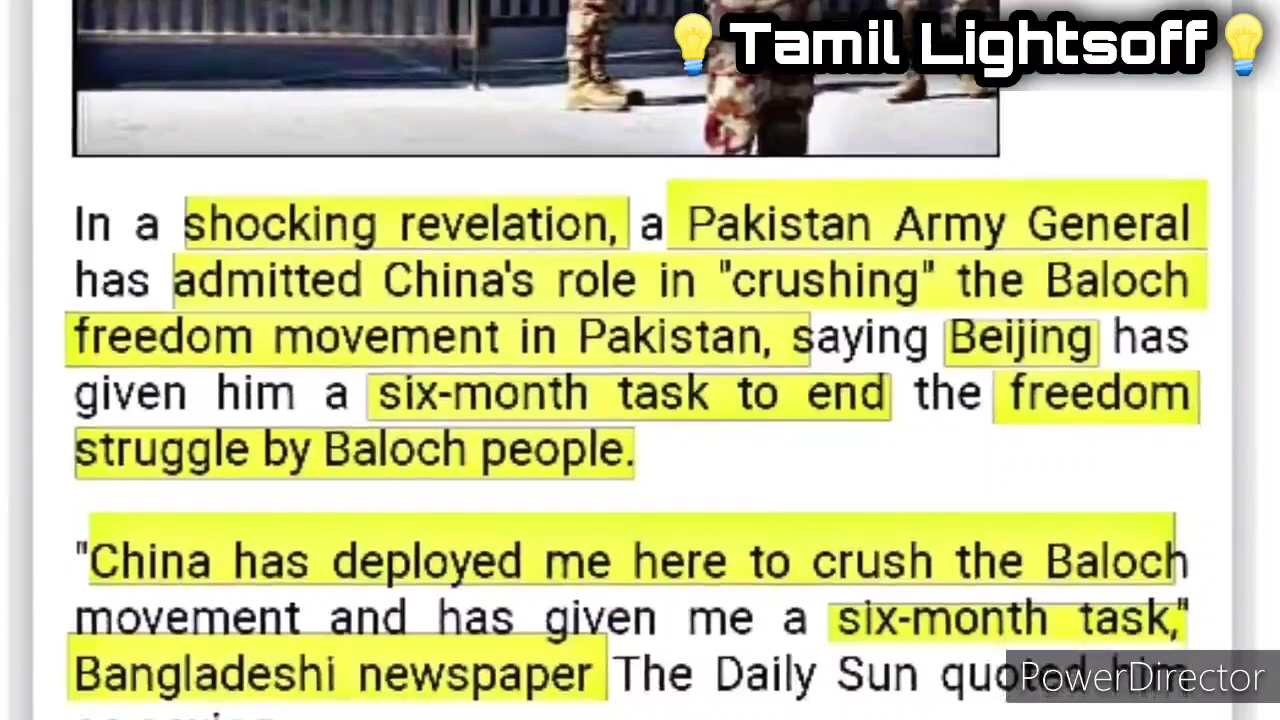 💡Tamil Lightsoff💡
In a shocking revelation, a Pakistan Army General
has admitted China's role in "crushing" the Baloch
freedom movement in Pakistan, saying Beijing has
given him a six-month task to end the freedom
struggle by Baloch people.
"China has deployed me here to crush the Baloch
movement and has given me a six-month task,"
Bangladeshi newspaper The Daily Sun quoted him
PowerDirector